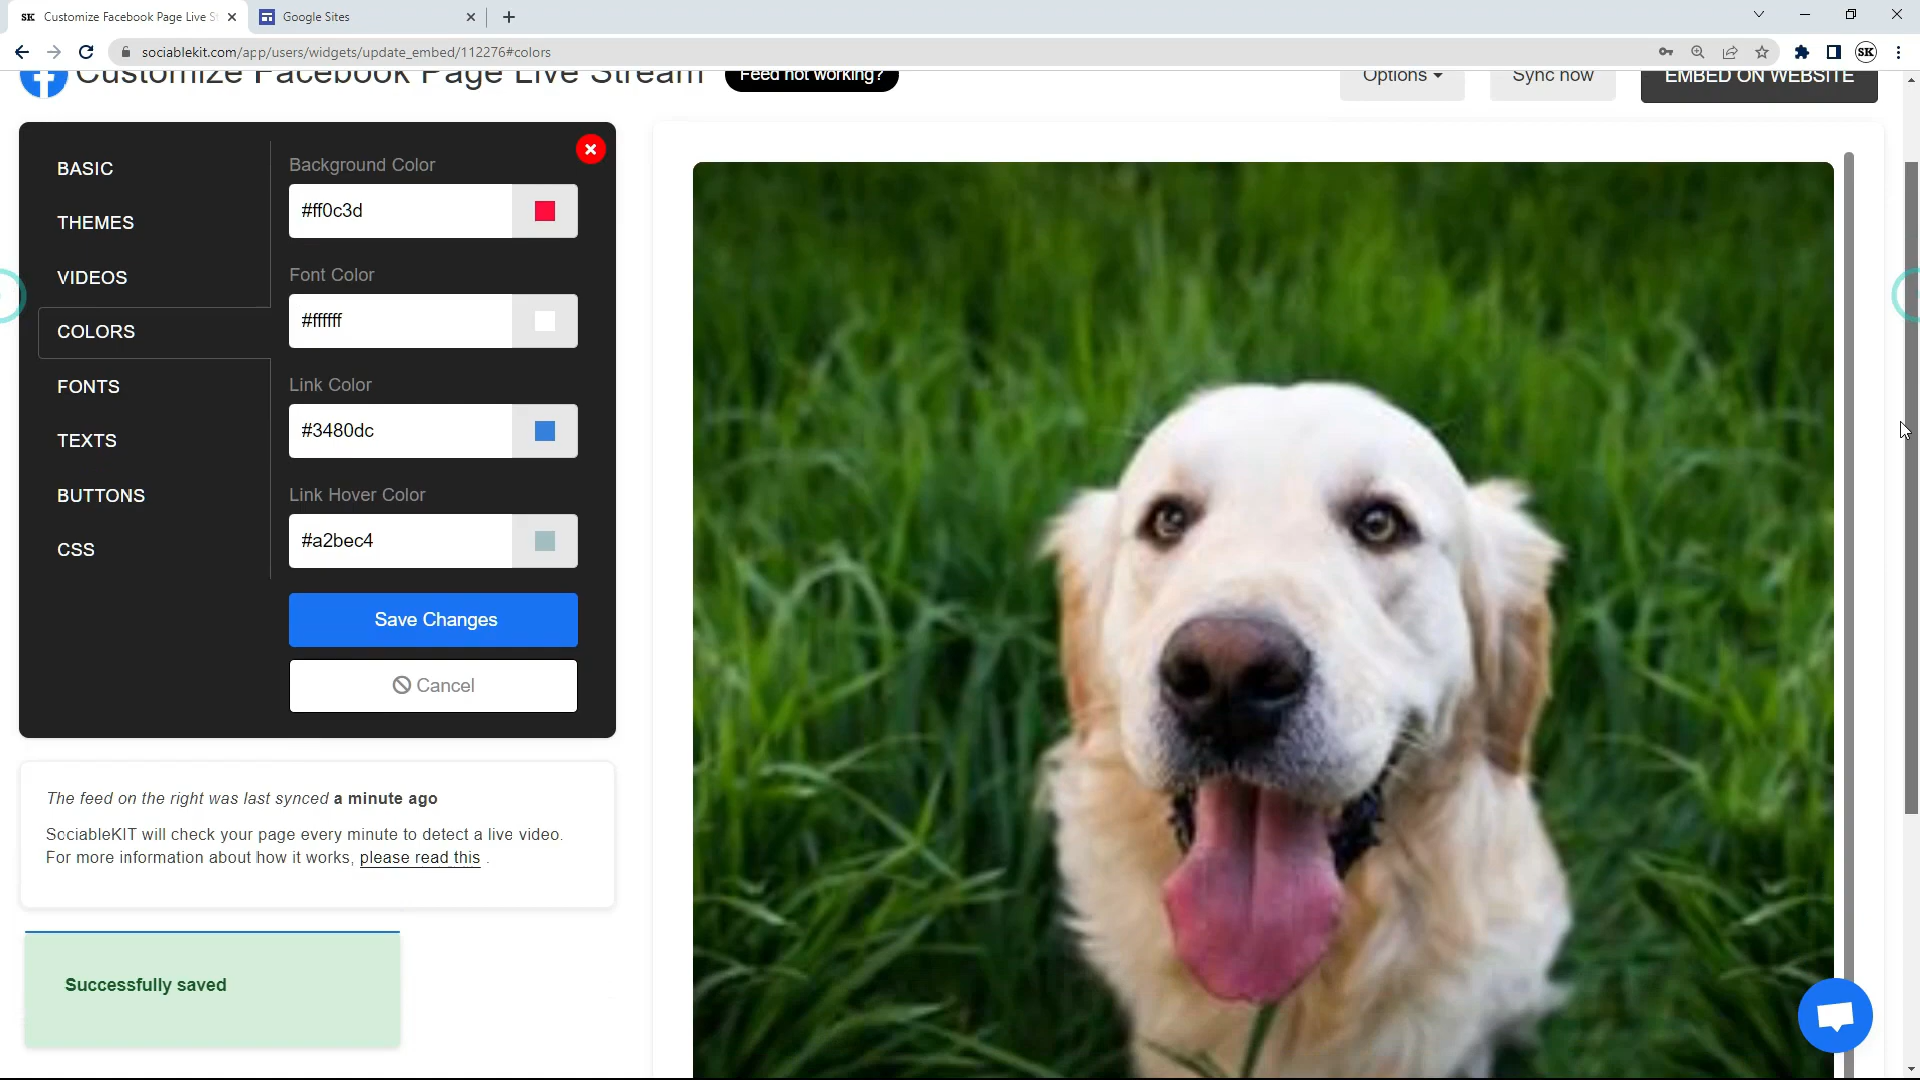 SK Customize Facebook Page Live St
Google Sites
sociablekit.com/app/users/widgets/update_embed/112276#colors
SK
Customize Facebook Page Live Stream
Feed not working?
Options
Sync now
EMBED ON WEBSITE
BASIC
THEMES
VIDEOS
COLORS
FONTS
TEXTS
BUTTONS
CSS
Background Color
#ff0c3d
Font Color
#ffffff
Link Color
#3480dc
Link Hover Color
#a2bec4
Save Changes
Cancel
The feed on the right was last synced a minute ago
SociableKIT will check your page every minute to detect a live video.
For more information about how it works, please read this .
Successfully saved